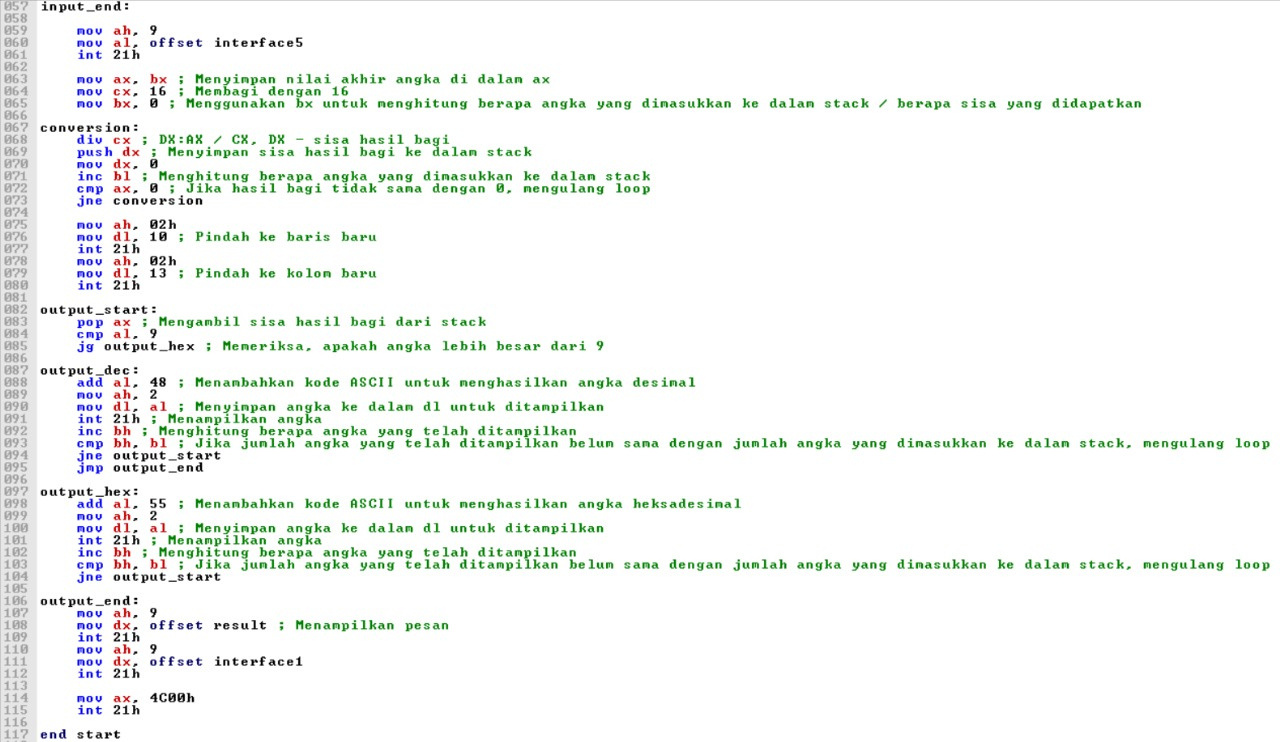 057 input_end:
058
059     mov ah, 9
060     mov al, offset interface5
061     int 21h
062
063     mov ax, bx ; Menyimpan nilai akhir angka di dalam ax
064     mov cx, 16 ; Membagi dengan 16
065     mov bx, 0 ; Menggunakan bx untuk menghitung berapa angka yang dimasukkan ke dalam stack / berapa sisa yang didapatkan
066
067 conversion:
068     div cx ; DX:AX / CX, DX - sisa hasil bagi
069     push dx ; Menyimpan sisa hasil bagi ke dalam stack
070     mov dx, 0
071     inc bl ; Menghitung berapa angka yang dimasukkan ke dalam stack
072     cmp ax, 0 ; Jika hasil bagi tidak sama dengan 0, mengulang loop
073     jne conversion
074
075     mov ah, 02h
076     mov dl, 10 ; Pindah ke baris baru
077     int 21h
078     mov ah, 02h
079     mov dl, 13 ; Pindah ke kolom baru
080     int 21h
081
082 output_start:
083     pop ax ; Mengambil sisa hasil bagi dari stack
084     cmp al, 9
085     jg output_hex ; Memeriksa, apakah angka lebih besar dari 9
086
087 output_dec:
088     add al, 48 ; Menambahkan kode ASCII untuk menghasilkan angka desimal
089     mov ah, 2
090     mov dl, al ; Menyimpan angka ke dalam dl untuk ditampilkan
091     int 21h ; Menampilkan angka
092     inc bh ; Menghitung berapa angka yang telah ditampilkan
093     cmp bh, bl ; Jika jumlah angka yang telah ditampilkan belum sama dengan jumlah angka yang dimasukkan ke dalam stack, mengulang loop
094     jne output_start
095     jmp output_end
096
097 output_hex:
098     add al, 55 ; Menambahkan kode ASCII untuk menghasilkan angka heksadesimal
099     mov ah, 2
100     mov dl, al ; Menyimpan angka ke dalam dl untuk ditampilkan
101     int 21h ; Menampilkan angka
102     inc bh ; Menghitung berapa angka yang telah ditampilkan
103     cmp bh, bl ; Jika jumlah angka yang telah ditampilkan belum sama dengan jumlah angka yang dimasukkan ke dalam stack, mengulang loop
104     jne output_start
105
106 output_end:
107     mov ah, 9
108     mov dx, offset result ; Menampilkan pesan
109     int 21h
110     mov ah, 9
111     mov dx, offset interface1
112     int 21h
113
114     mov ax, 4C00h
115     int 21h
116
117 end start